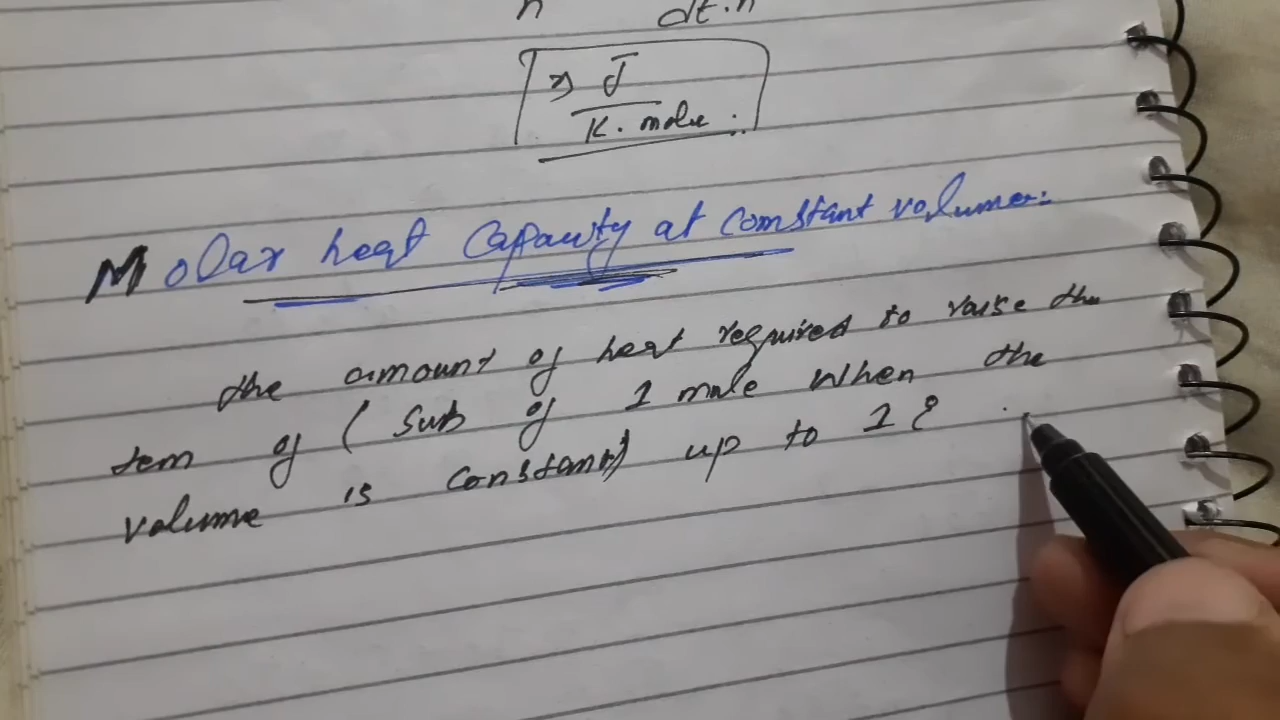 n dt.n
⇒ J
K. mole.
Molar heat Capacity at constant volume:
the amount of heat required to raise the
tem of (Sub of 1 mole when the
volume is constant) up to 1